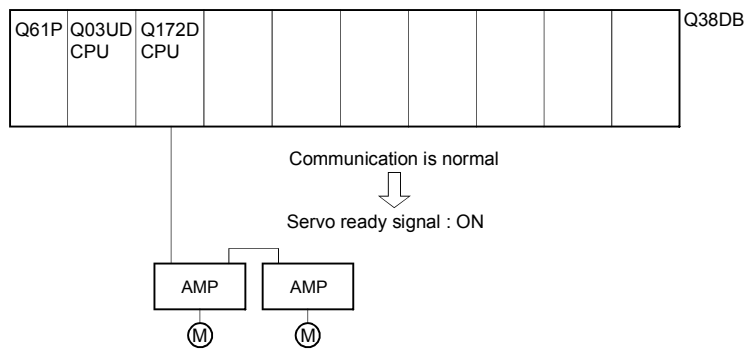 Q61P Q03UD Q172D Q38DB
CPU CPU
Communication is normal
Servo ready signal : ON
AMP AMP
M M